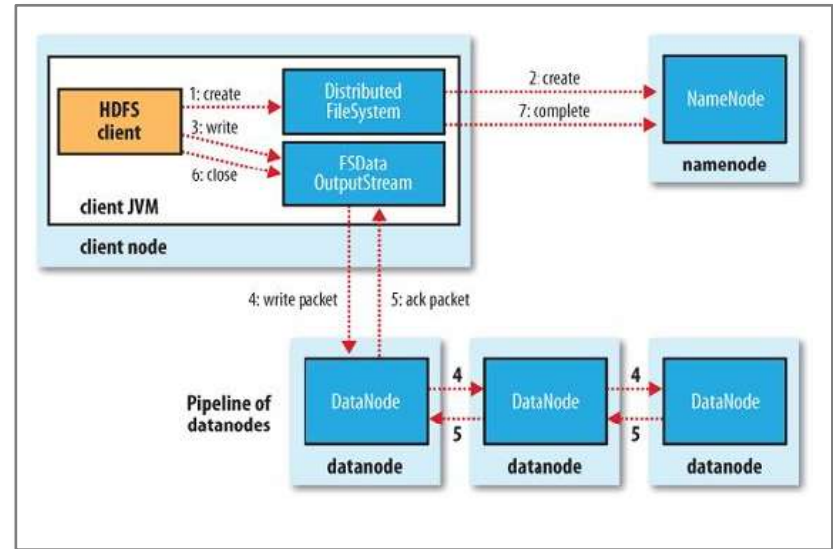 HDFS
client
1: create
3: write
6: close
Distributed
FileSystem
FSData
OutputStream
client JVM
client node
2: create
7: complete
NameNode
namenode
4: write packet
5: ack packet
Pipeline of
datanodes
DataNode
4
5
DataNode
4
5
DataNode
datanode
datanode
datanode